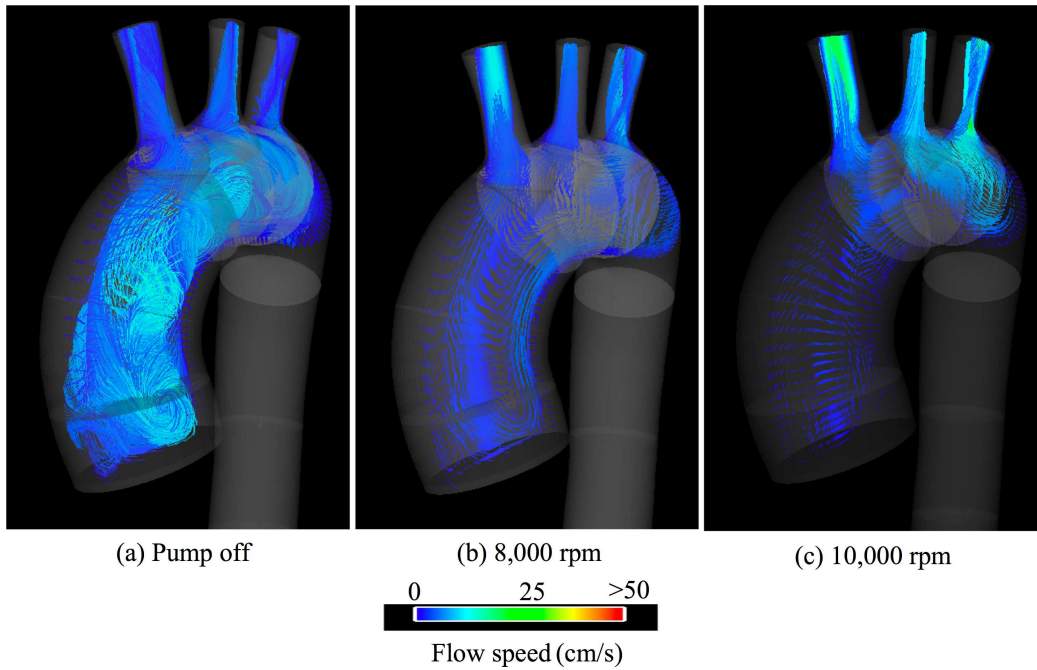 (a) Pump off
(b) 8,000 rpm
(c) 10,000 rpm
0 25 >50
Flow speed (cm/s)